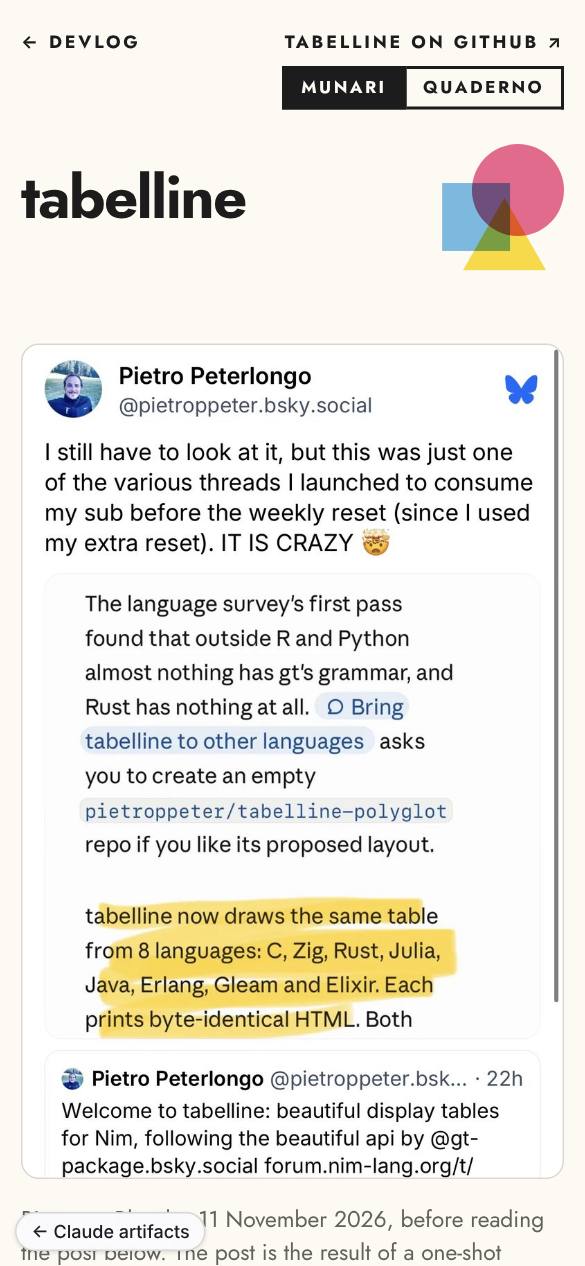 ← DEVLOG
TABELLINE ON GITHUB ↗
MUNARI QUADERNO
tabelline
Pietro Peterlongo
@pietroppeter.bsky.social
I still have to look at it, but this was just one
of the various threads I launched to consume
my sub before the weekly reset (since I used
my extra reset). IT IS CRAZY 🤯
The language survey’s first pass
found that outside R and Python
almost nothing has gt’s grammar, and
Rust has nothing at all. Bring
tabelline to other languages asks
you to create an empty
pietroppeter/tabelline-polyglot
repo if you like its proposed layout.
tabelline now draws the same table
from 8 languages: C, Zig, Rust, Julia,
Java, Erlang, Gleam and Elixir. Each
prints byte-identical HTML. Both
Pietro Peterlongo @pietroppeter.bsk... · 22h
Welcome to tabelline: beautiful display tables
for Nim, following the beautiful api by @gt-
package.bsky.social forum.nim-lang.org/t/
11 November 2026, before reading
← Claude artifacts
the post below. The post is the result of a one-shot